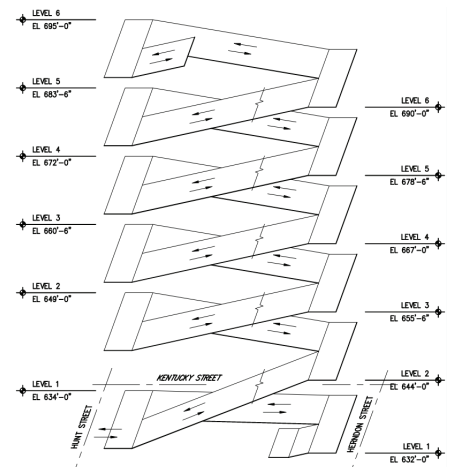 LEVEL 6
EL 695'-0"
LEVEL 5
EL 683'-6"
LEVEL 6
EL 690'-0"
LEVEL 4
EL 672'-0"
LEVEL 5
EL 678'-6"
LEVEL 3
EL 660'-6"
LEVEL 4
EL 667'-0"
LEVEL 2
EL 649'-0"
LEVEL 3
EL 655'-6"
KENTUCKY STREET
LEVEL 2
EL 644'-0"
LEVEL 1
EL 634'-0"
HUNT STREET
HERNDON STREET
LEVEL 1
EL 632'-0"